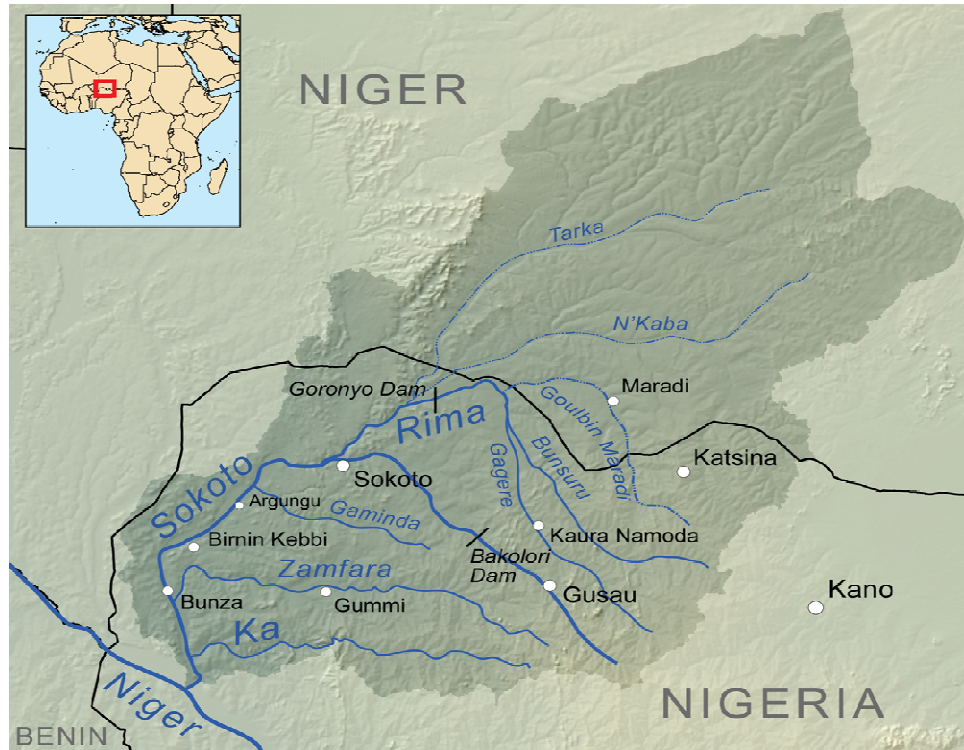 NIGER
Tarka
N'Kaba
Goronyo Dam
Maradi
Rima
Goulbin Maradi
Katsina
Sokoto
Sokoto
Gagere
Bunsuru
Argungu
Gaminda
Birnin Kebbi
Kaura Namoda
Bakolori
Dam
Zamfara
Bunza
Gummi
Gusau
Kano
Ka
Niger
NIGERIA
BENIN